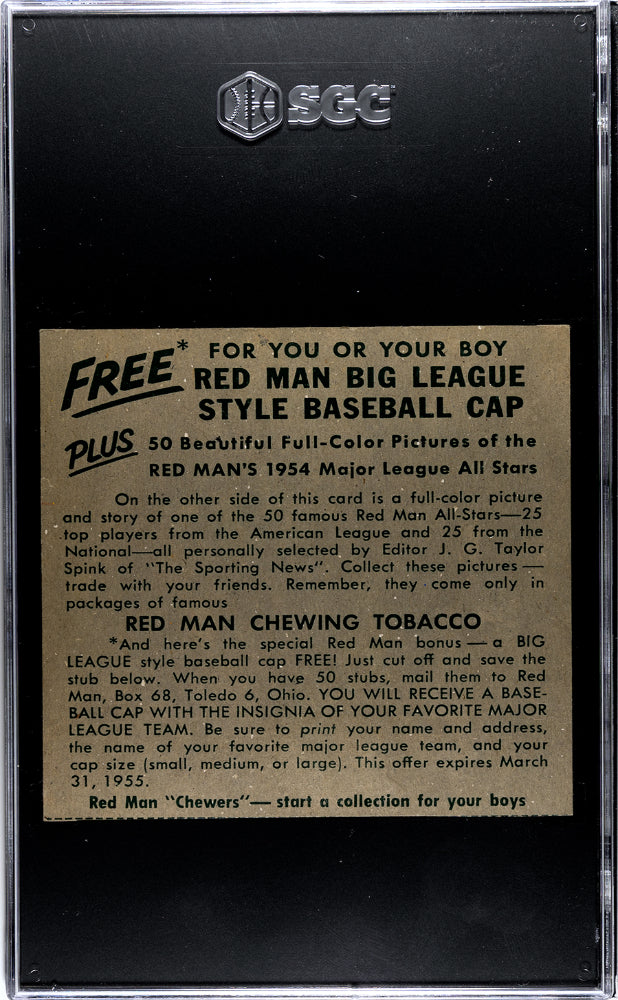 SGC
FREE* FOR YOU OR YOUR BOY
RED MAN BIG LEAGUE
STYLE BASEBALL CAP
PLUS 50 Beautiful Full-Color Pictures of the
RED MAN'S 1954 Major League All Stars
On the other side of this card is a full-color picture
and story of one of the 50 famous Red Man All-Stars—25
top players from the American League and 25 from the
National—all personally selected by Editor J. G. Taylor
Spink of "The Sporting News". Collect these pictures—
trade with your friends. Remember, they come only in
packages of famous
RED MAN CHEWING TOBACCO
*And here's the special Red Man bonus—a BIG
LEAGUE style baseball cap FREE! Just cut off and save the
stub below. When you have 50 stubs, mail them to Red
Man, Box 68, Toledo 6, Ohio. YOU WILL RECEIVE A BASE-
BALL CAP WITH THE INSIGNIA OF YOUR FAVORITE MAJOR
LEAGUE TEAM. Be sure to print your name and address,
the name of your favorite major league team, and your
cap size (small, medium, or large). This offer expires March
31, 1955.
Red Man "Chewers"—start a collection for your boys